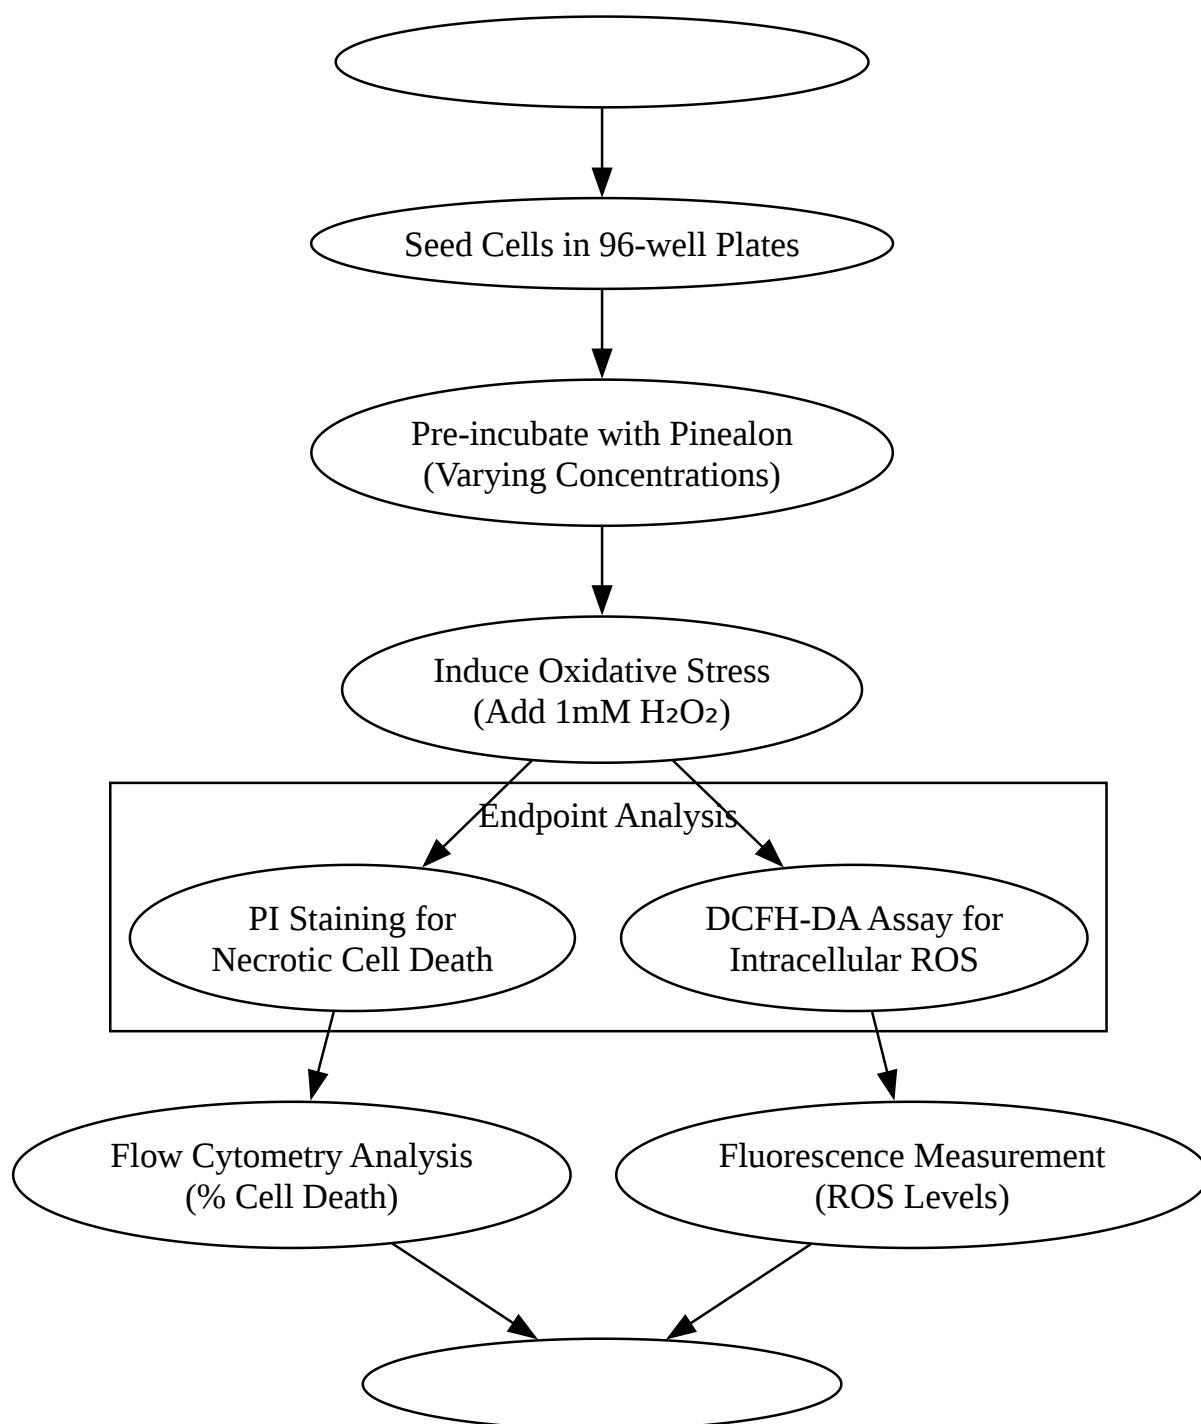 Seed Cells in 96-well Plates
Pre-incubate with Pinealon
(Varying Concentrations)
Induce Oxidative Stress
(Add 1mM H₂O₂)
Endpoint Analysis
PI Staining for
Necrotic Cell Death
DCFH-DA Assay for
Intracellular ROS
Flow Cytometry Analysis
(% Cell Death)
Fluorescence Measurement
(ROS Levels)